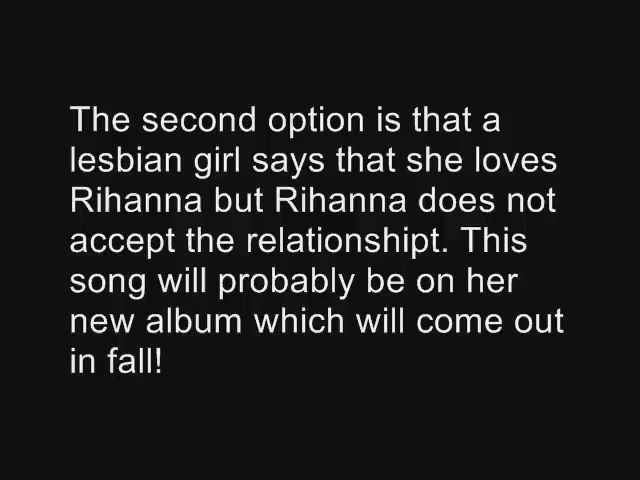 The second option is that a
lesbian girl says that she loves
Rihanna but Rihanna does not
accept the relationshipt. This
song will probably be on her
new album which will come out
in fall!